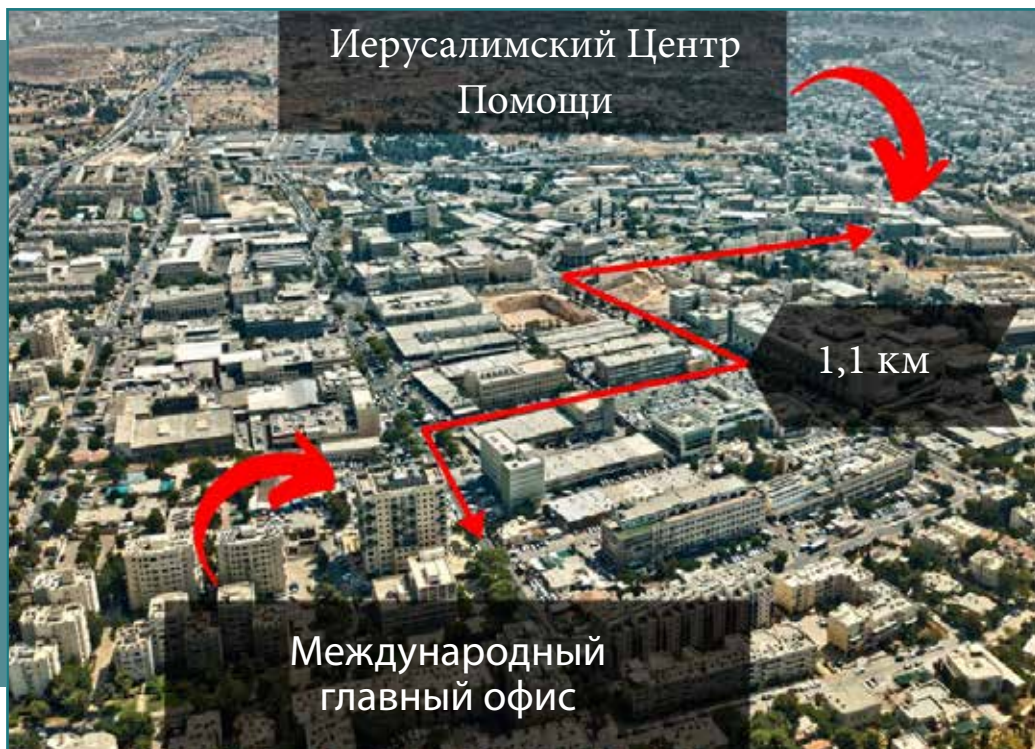 Иерусалимский Центр
Помощи
1,1 км
Международный
главный офис